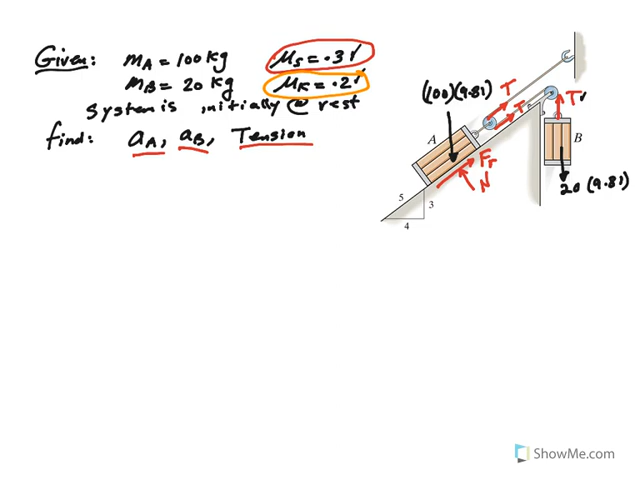 Given: mA = 100 kg μs = .3 √
mB = 20 kg μK = .2 √
System is initially @ rest
find: aA, aB, Tension
(100)(9.81)
T
T
T √
A
B
Fr
N
20 (9.81)
5
3
4
ShowMe.com